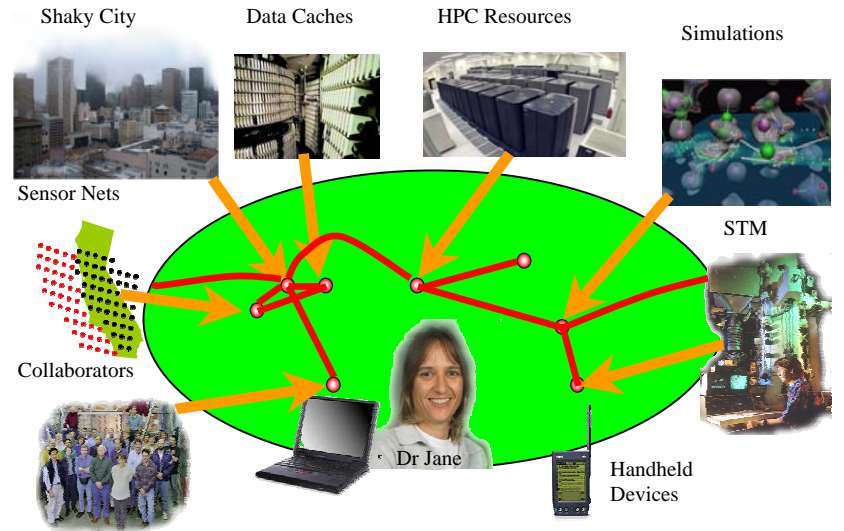 Shaky City
Data Caches
HPC Resources
Simulations
Sensor Nets
STM
Collaborators
Dr Jane
Handheld
Devices